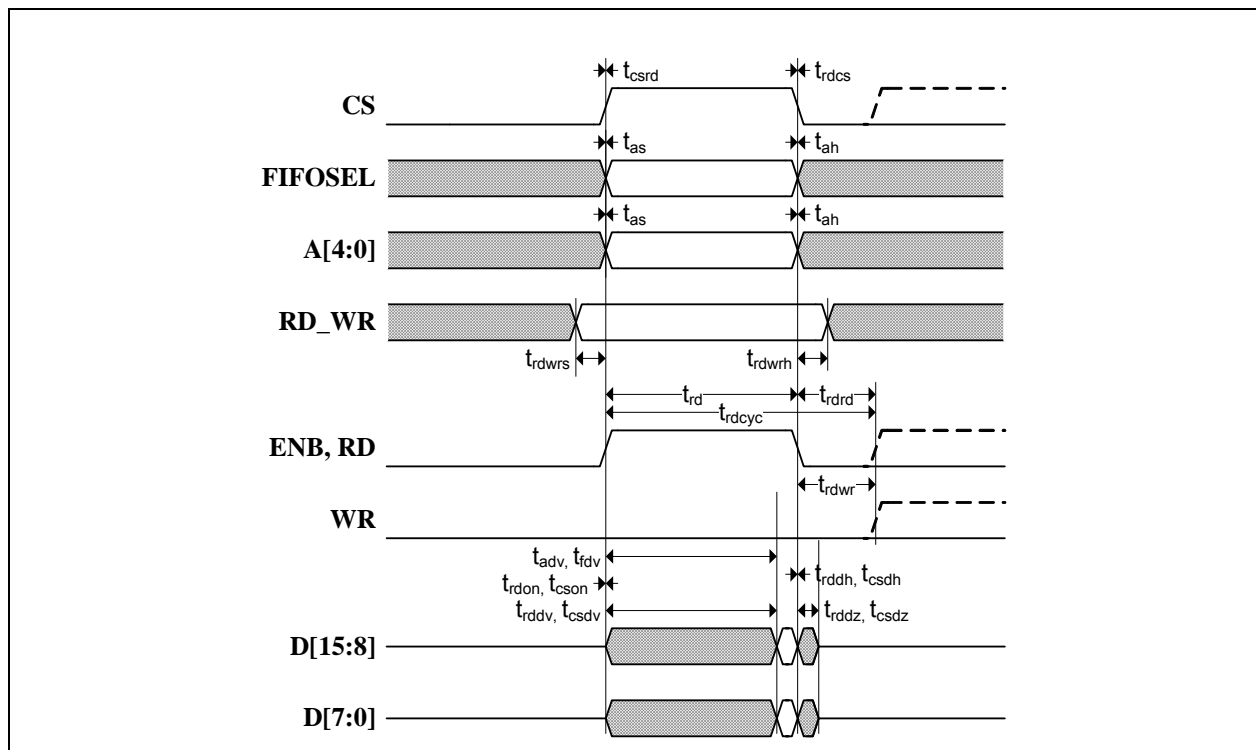 t_csrd t_rdcs
CS
t_as t_ah
FIFOSEL
t_as t_ah
A[4:0]
RD_WR
t_rdwrs t_rdwrh
t_rd t_rdrd
t_rdcyc
ENB, RD
t_rdwr
WR
t_adv, t_fdv
t_rdon, t_cson t_rddh, t_csdh
t_rddv, t_csdv t_rddz, t_csdz
D[15:8]
D[7:0]